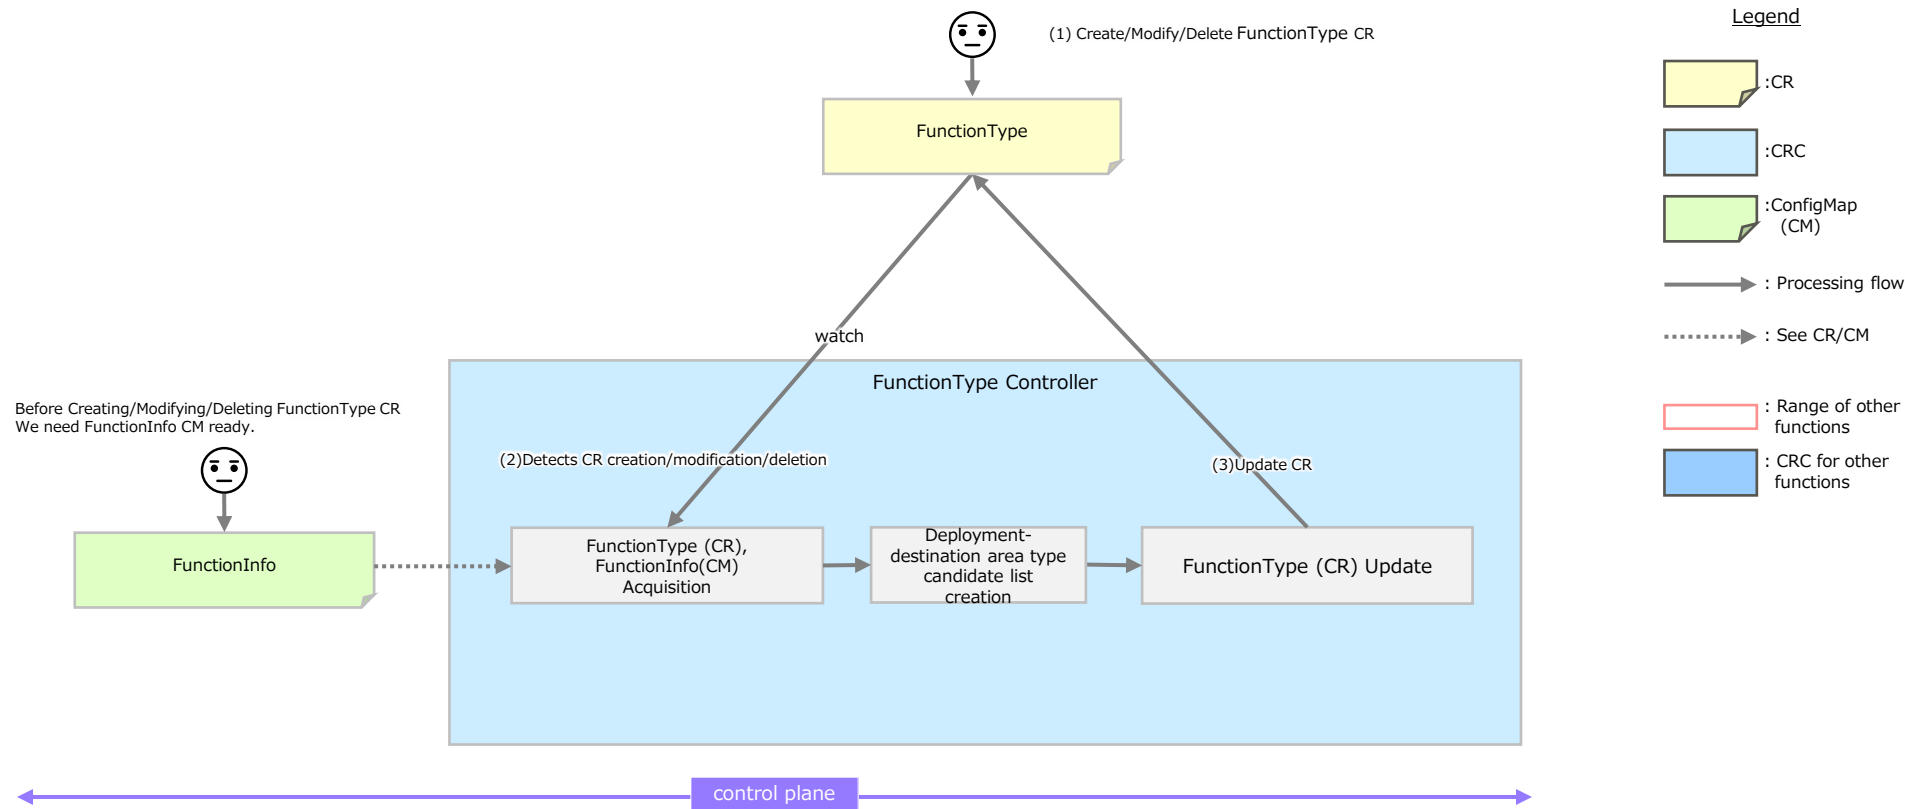 (1) Create/Modify/Delete FunctionType CR
FunctionType
watch
FunctionType Controller
Before Creating/Modifying/Deleting FunctionType CR
We need FunctionInfo CM ready.
(2)Detects CR creation/modification/deletion
(3)Update CR
FunctionInfo
FunctionType (CR),
FunctionInfo(CM)
Acquisition
Deployment-
destination area type
candidate list
creation
FunctionType (CR) Update
control plane
Legend
:CR
:CRC
:ConfigMap
(CM)
: Processing flow
: See CR/CM
: Range of other
functions
: CRC for other
functions